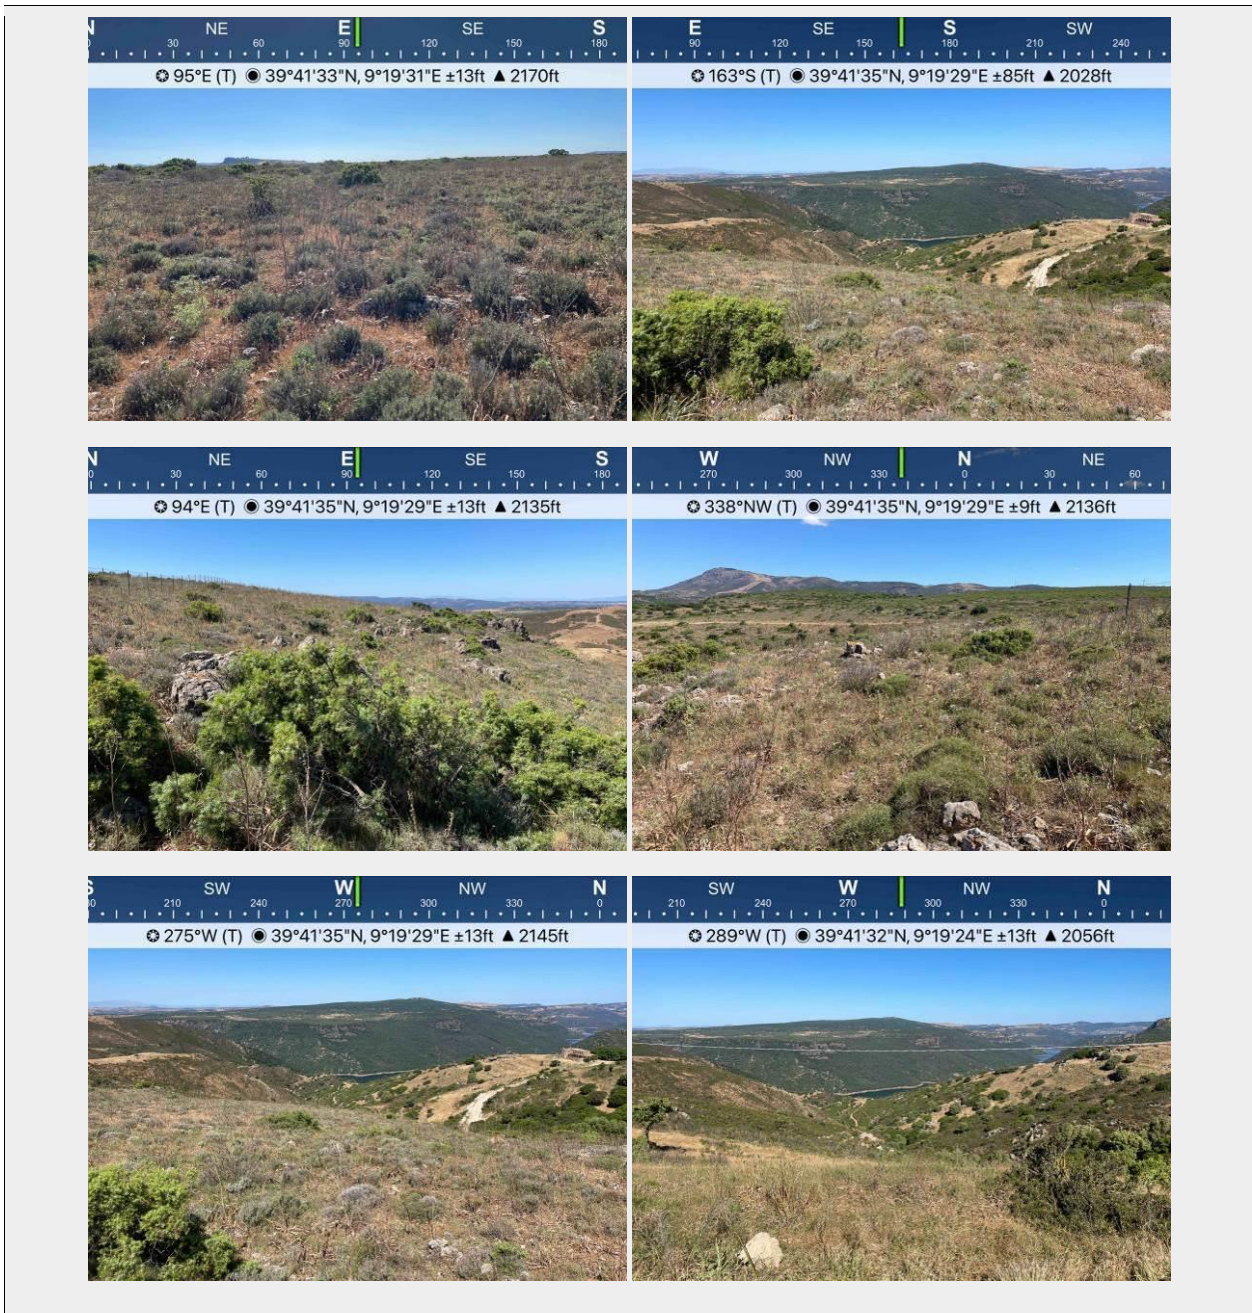 N NE E SE S
0 30 60 90 120 150 180
95°E (T) 39°41'33"N, 9°19'31"E ±13ft ▲ 2170ft
E SE S SW
90 120 150 180 210 240
163°S (T) 39°41'35"N, 9°19'29"E ±85ft ▲ 2028ft
N NE E SE S
0 30 60 90 120 150 180
94°E (T) 39°41'35"N, 9°19'29"E ±13ft ▲ 2135ft
W NW N NE
270 300 330 0 30 60
338°NW (T) 39°41'35"N, 9°19'29"E ±9ft ▲ 2136ft
S SW W NW N
180 210 240 270 300 330 0
275°W (T) 39°41'35"N, 9°19'29"E ±13ft ▲ 2145ft
SW W NW N
210 240 270 300 330 0
289°W (T) 39°41'32"N, 9°19'24"E ±13ft ▲ 2056ft